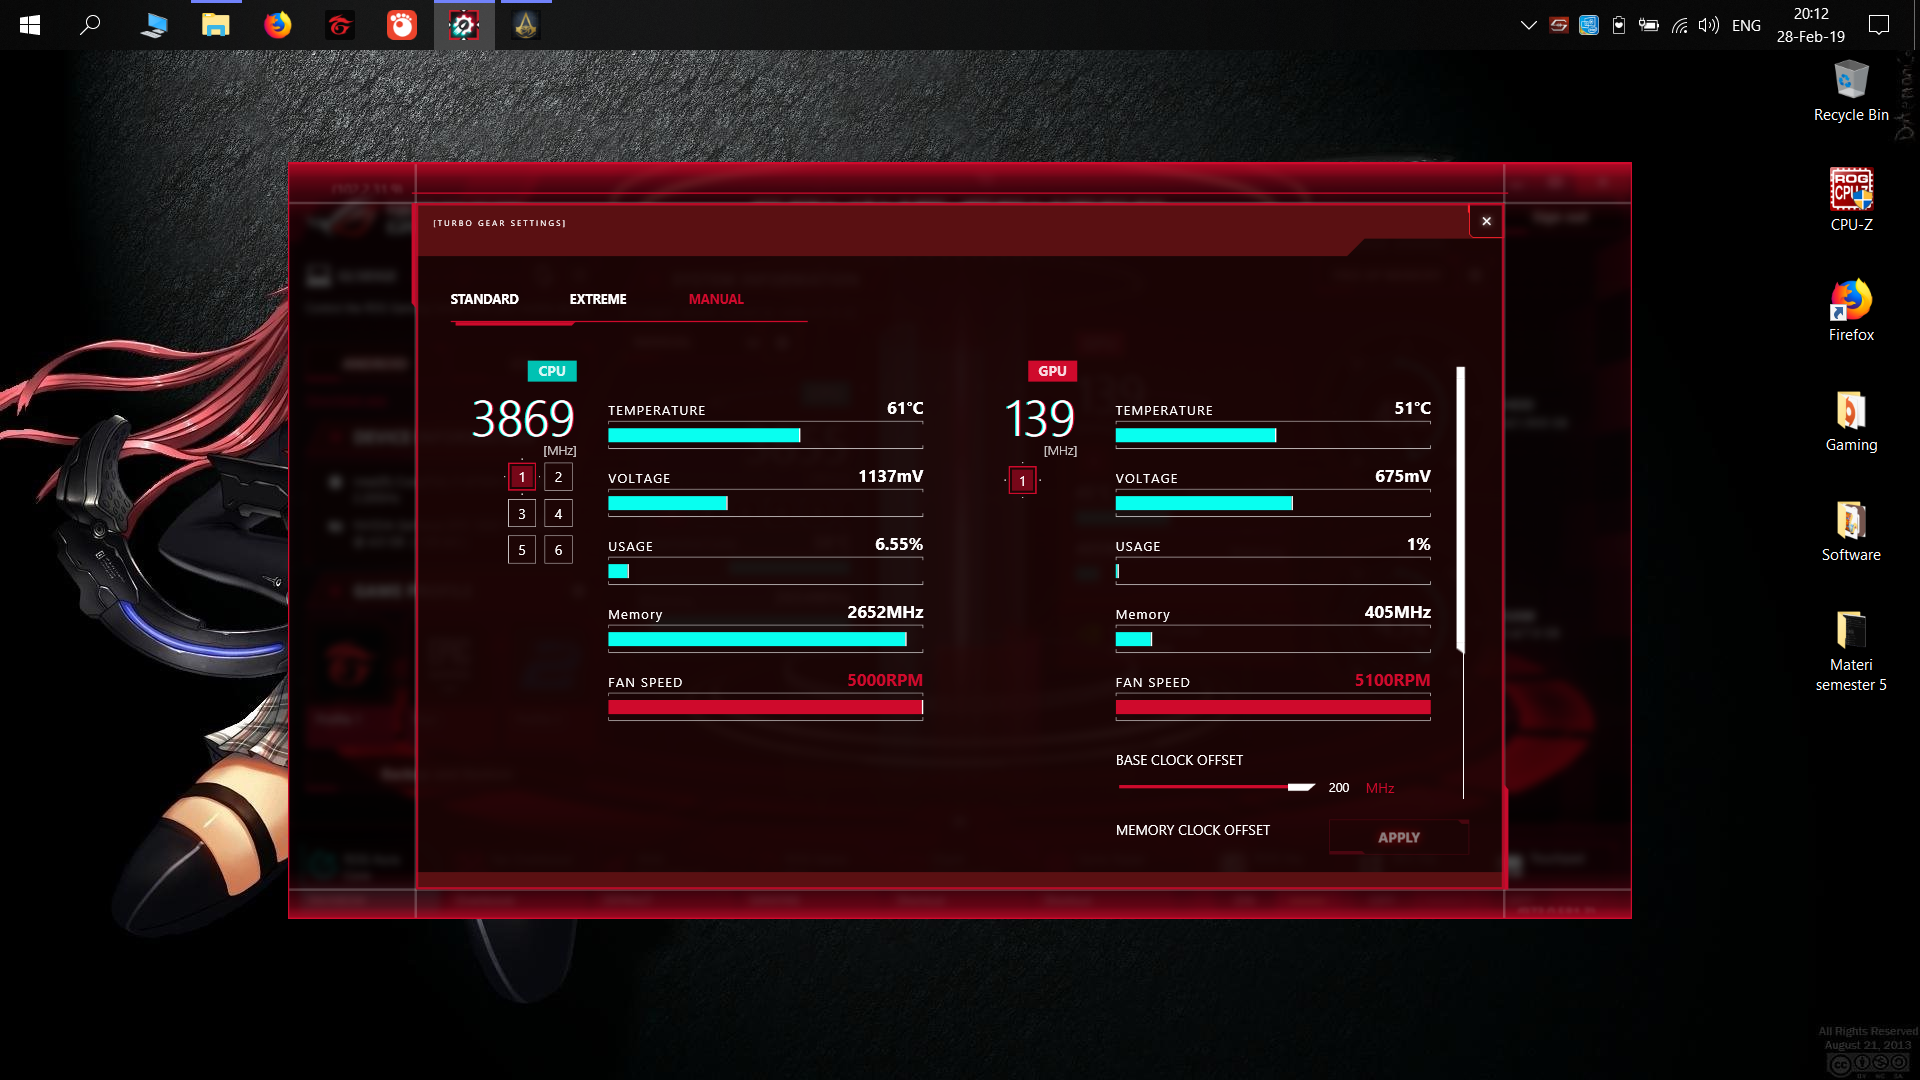 ENG
20:12
28-Feb-19
Recycle Bin
ROG
CPU-Z
CPU-Z
Firefox
Gaming
Software
Materi
semester 5
[TURBO GEAR SETTINGS]
STANDARD EXTREME MANUAL
CPU
3869
[MHz]
1 2
3 4
5 6
TEMPERATURE 61°C
VOLTAGE 1137mV
USAGE 6.55%
Memory 2652MHz
FAN SPEED 5000RPM
GPU
139
[MHz]
1
TEMPERATURE 51°C
VOLTAGE 675mV
USAGE 1%
Memory 405MHz
FAN SPEED 5100RPM
BASE CLOCK OFFSET
200 MHz
MEMORY CLOCK OFFSET
APPLY
All Rights Reserved
August 21, 2013